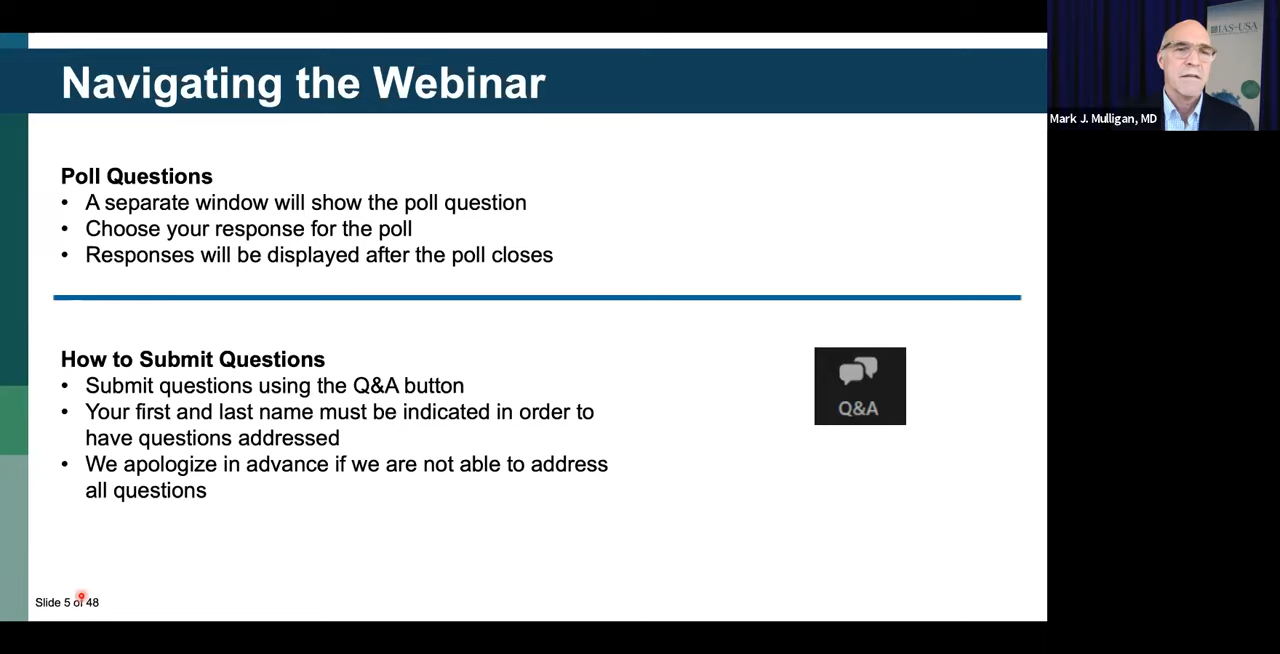 Navigating the Webinar
IAS-USA
Mark J. Mulligan, MD
Poll Questions
• A separate window will show the poll question
• Choose your response for the poll
• Responses will be displayed after the poll closes
How to Submit Questions
• Submit questions using the Q&A button
• Your first and last name must be indicated in order to
have questions addressed
• We apologize in advance if we are not able to address
all questions
Q&A
Slide 5 of 48